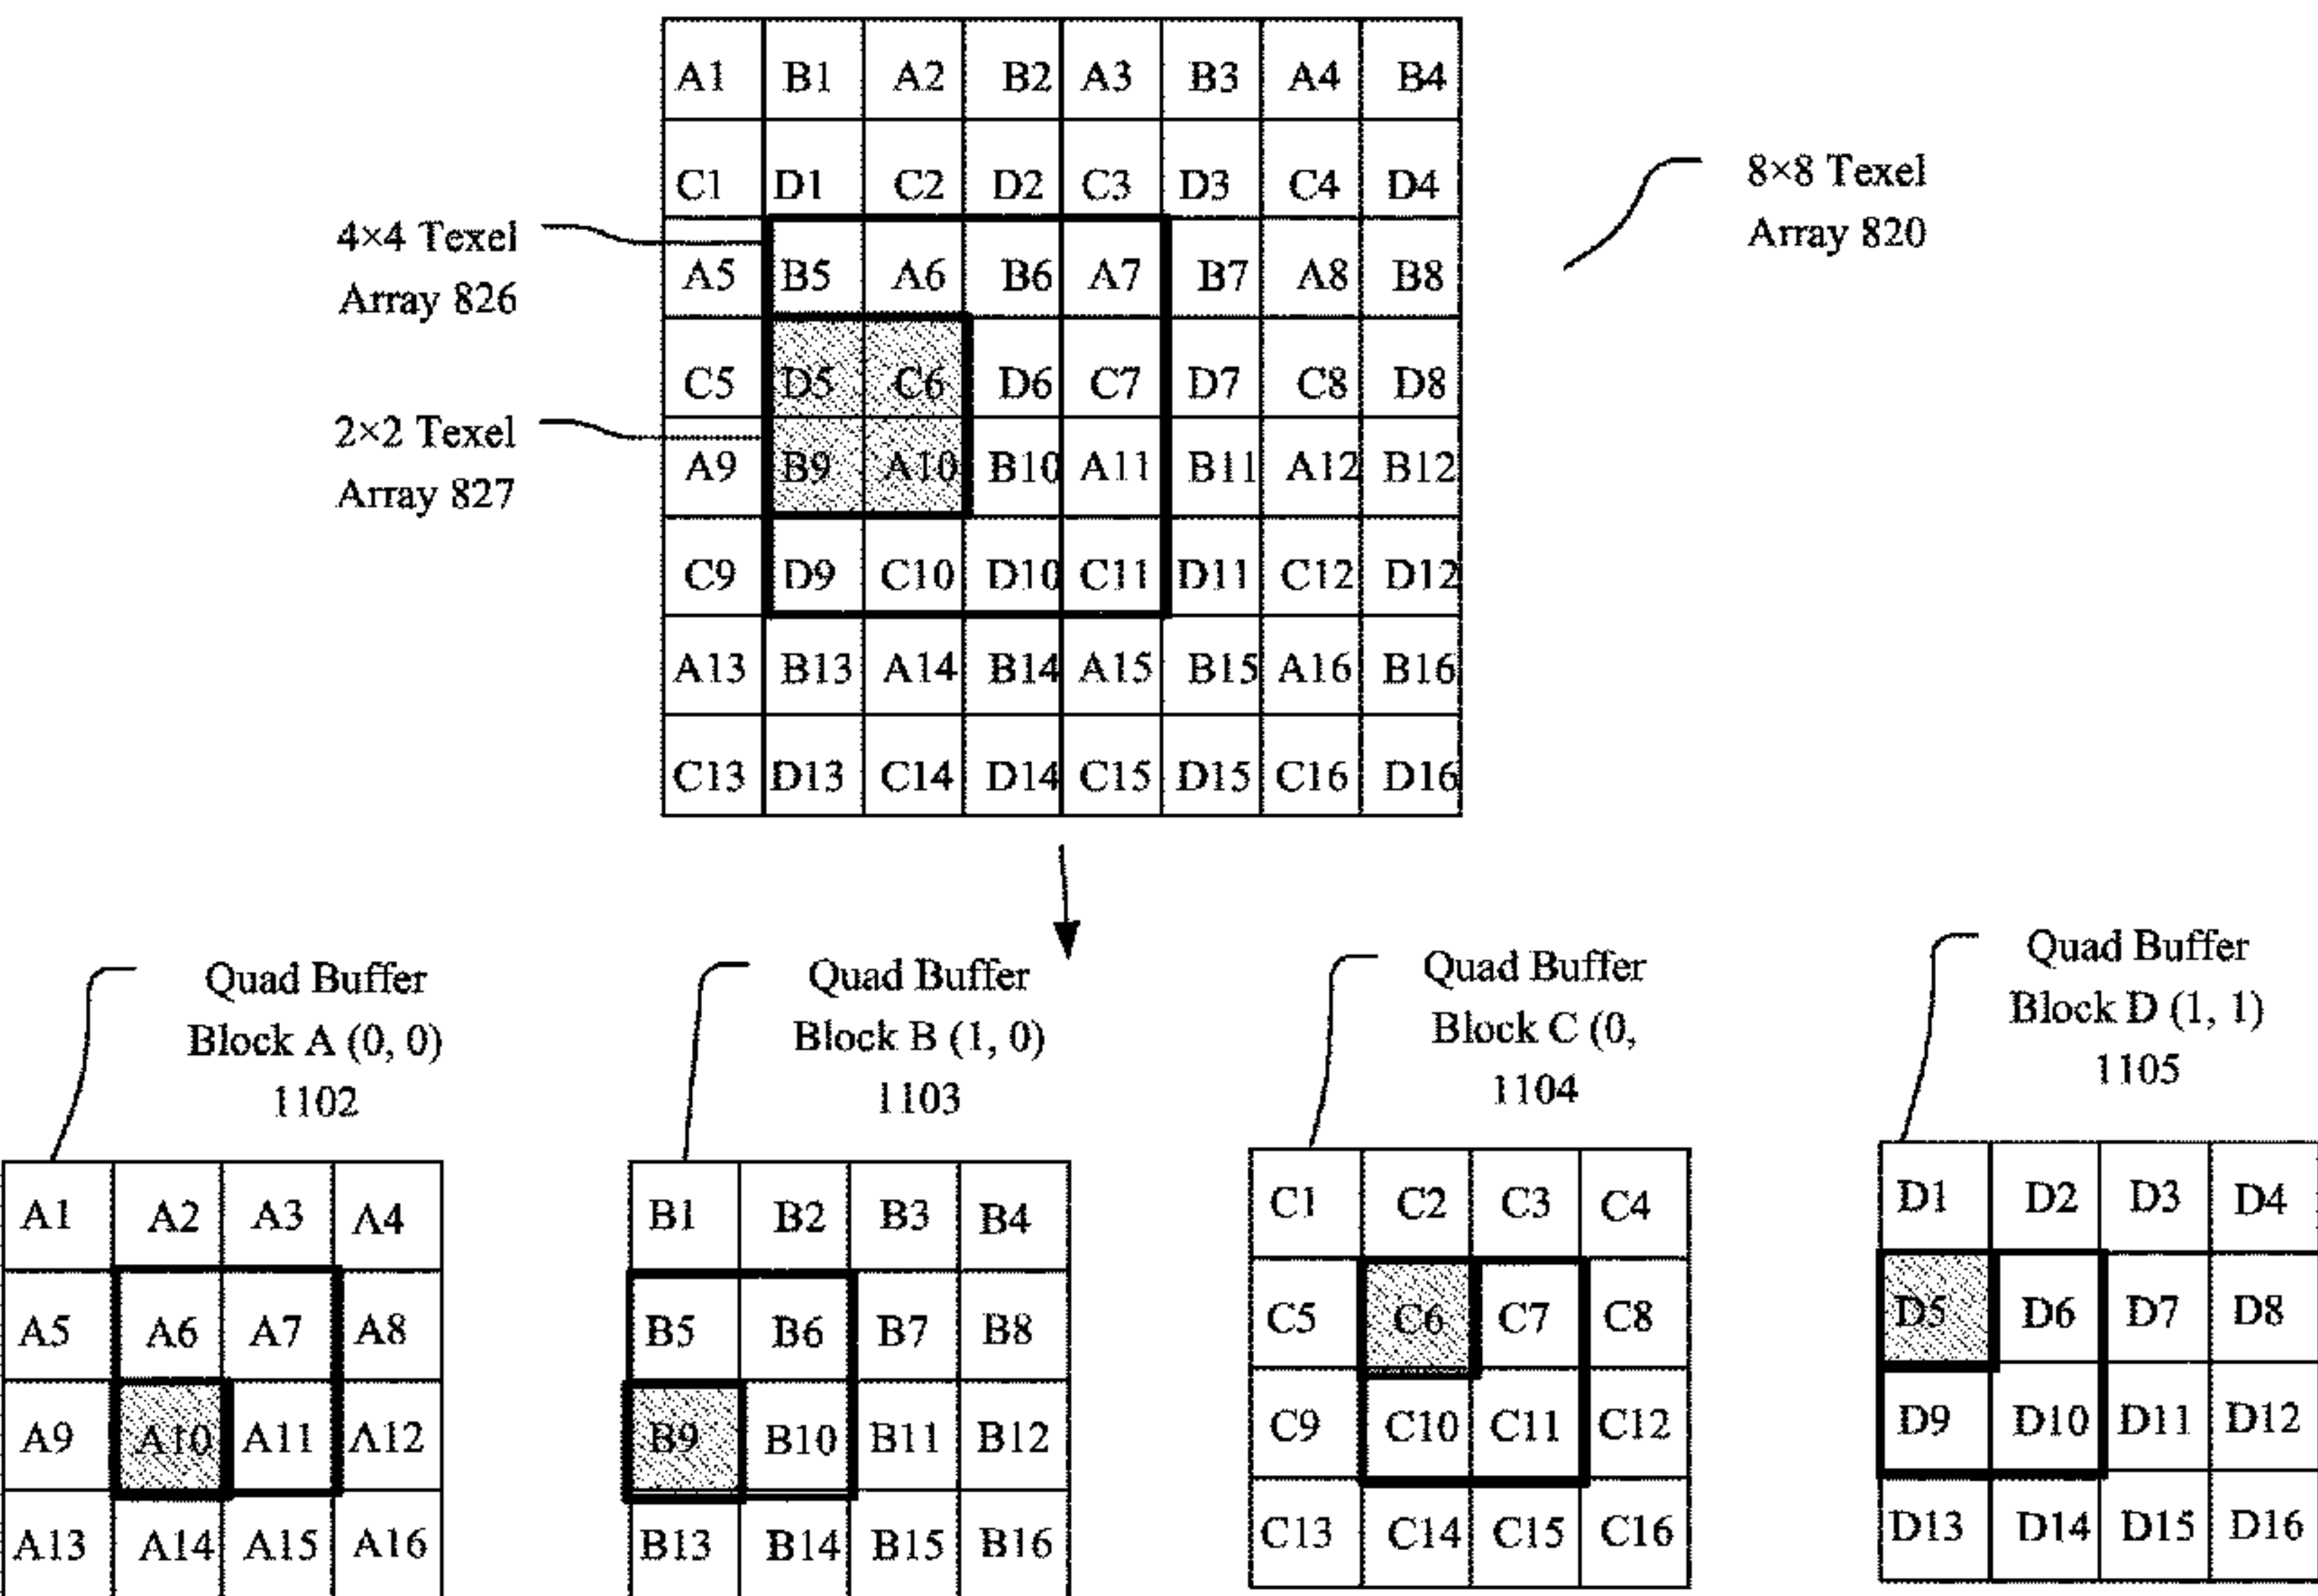 A1 B1 A2 B2 A3 B3 A4 B4
C1 D1 C2 D2 C3 D3 C4 D4
A5 B5 A6 B6 A7 B7 A8 B8
C5 D5 C6 D6 C7 D7 C8 D8
A9 B9 A10 B10 A11 B11 A12 B12
C9 D9 C10 D10 C11 D11 C12 D12
A13 B13 A14 B14 A15 B15 A16 B16
C13 D13 C14 D14 C15 D15 C16 D16
4×4 Texel
Array 826
2×2 Texel
Array 827
8×8 Texel
Array 820
Quad Buffer
Block A (0, 0)
1102
A1 A2 A3 A4
A5 A6 A7 A8
A9 A10 A11 A12
A13 A14 A15 A16
Quad Buffer
Block B (1, 0)
1103
B1 B2 B3 B4
B5 B6 B7 B8
B9 B10 B11 B12
B13 B14 B15 B16
Quad Buffer
Block C (0,
1104
C1 C2 C3 C4
C5 C6 C7 C8
C9 C10 C11 C12
C13 C14 C15 C16
Quad Buffer
Block D (1, 1)
1105
D1 D2 D3 D4
D5 D6 D7 D8
D9 D10 D11 D12
D13 D14 D15 D16